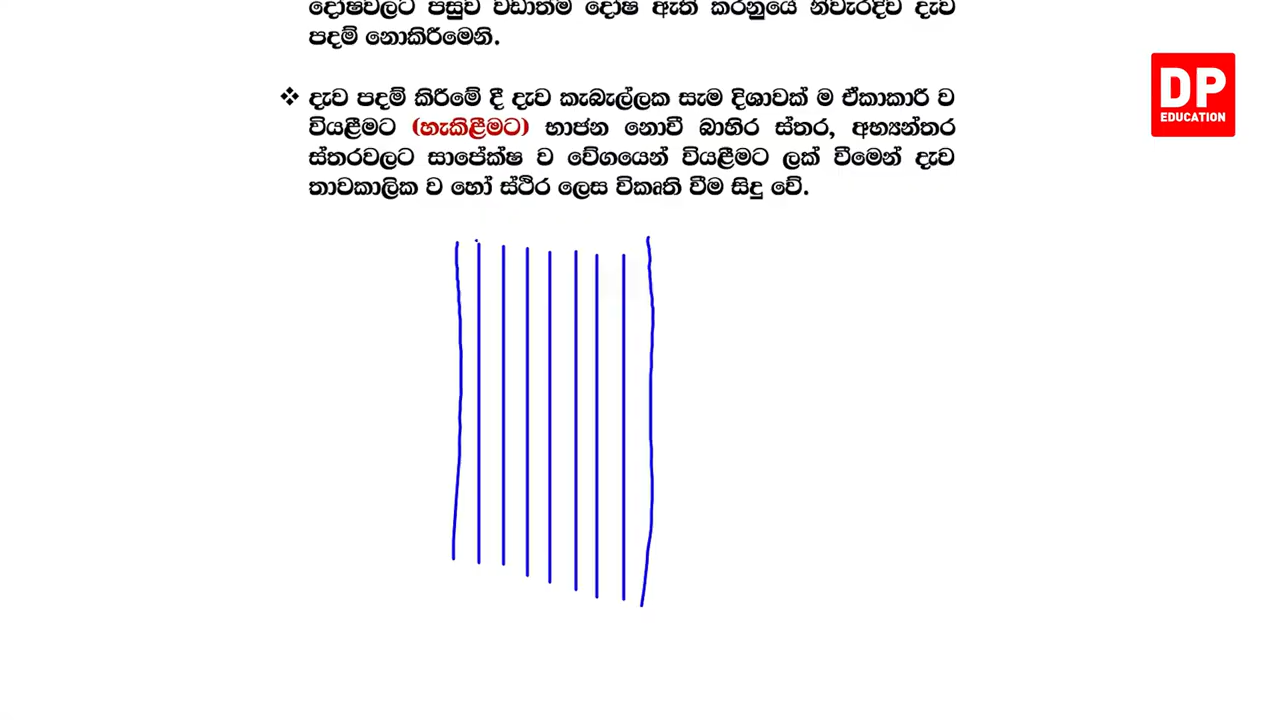 දෝෂවලට පසුව වඩාත්ම දෝෂ ඇති කරනුයේ නිවැරදිව දැව
පදම් නොකිරීමෙනි.
❖ දැව පදම් කිරීමේ දී දැව කැබැල්ලක සැම දිශාවක් ම ඒකාකාරී ව
වියළීමට (හැකිළීමට) භාජන නොවී බාහිර ස්තර, අභ්‍යන්තර
ස්තරවලට සාපේක්ෂ ව වේගයෙන් වියළීමට ලක් වීමෙන් දැව
තාවකාලික ව හෝ ස්ථිර ලෙස විකෘති වීම සිදු වේ.
DP
EDUCATION